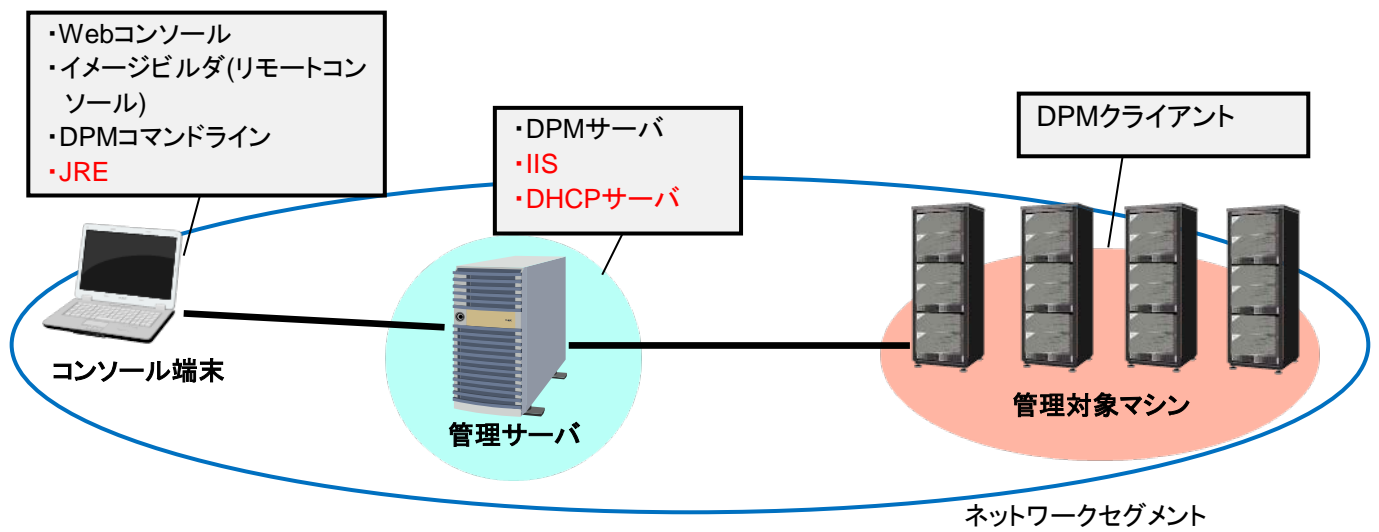 ・Webコンソール
・イメージビルダ(リモートコン
ソール)
・DPMコマンドライン
・JRE
・DPMサーバ
・IIS
・DHCPサーバ
DPMクライアント
コンソール端末
管理サーバ
管理対象マシン
ネットワークセグメント